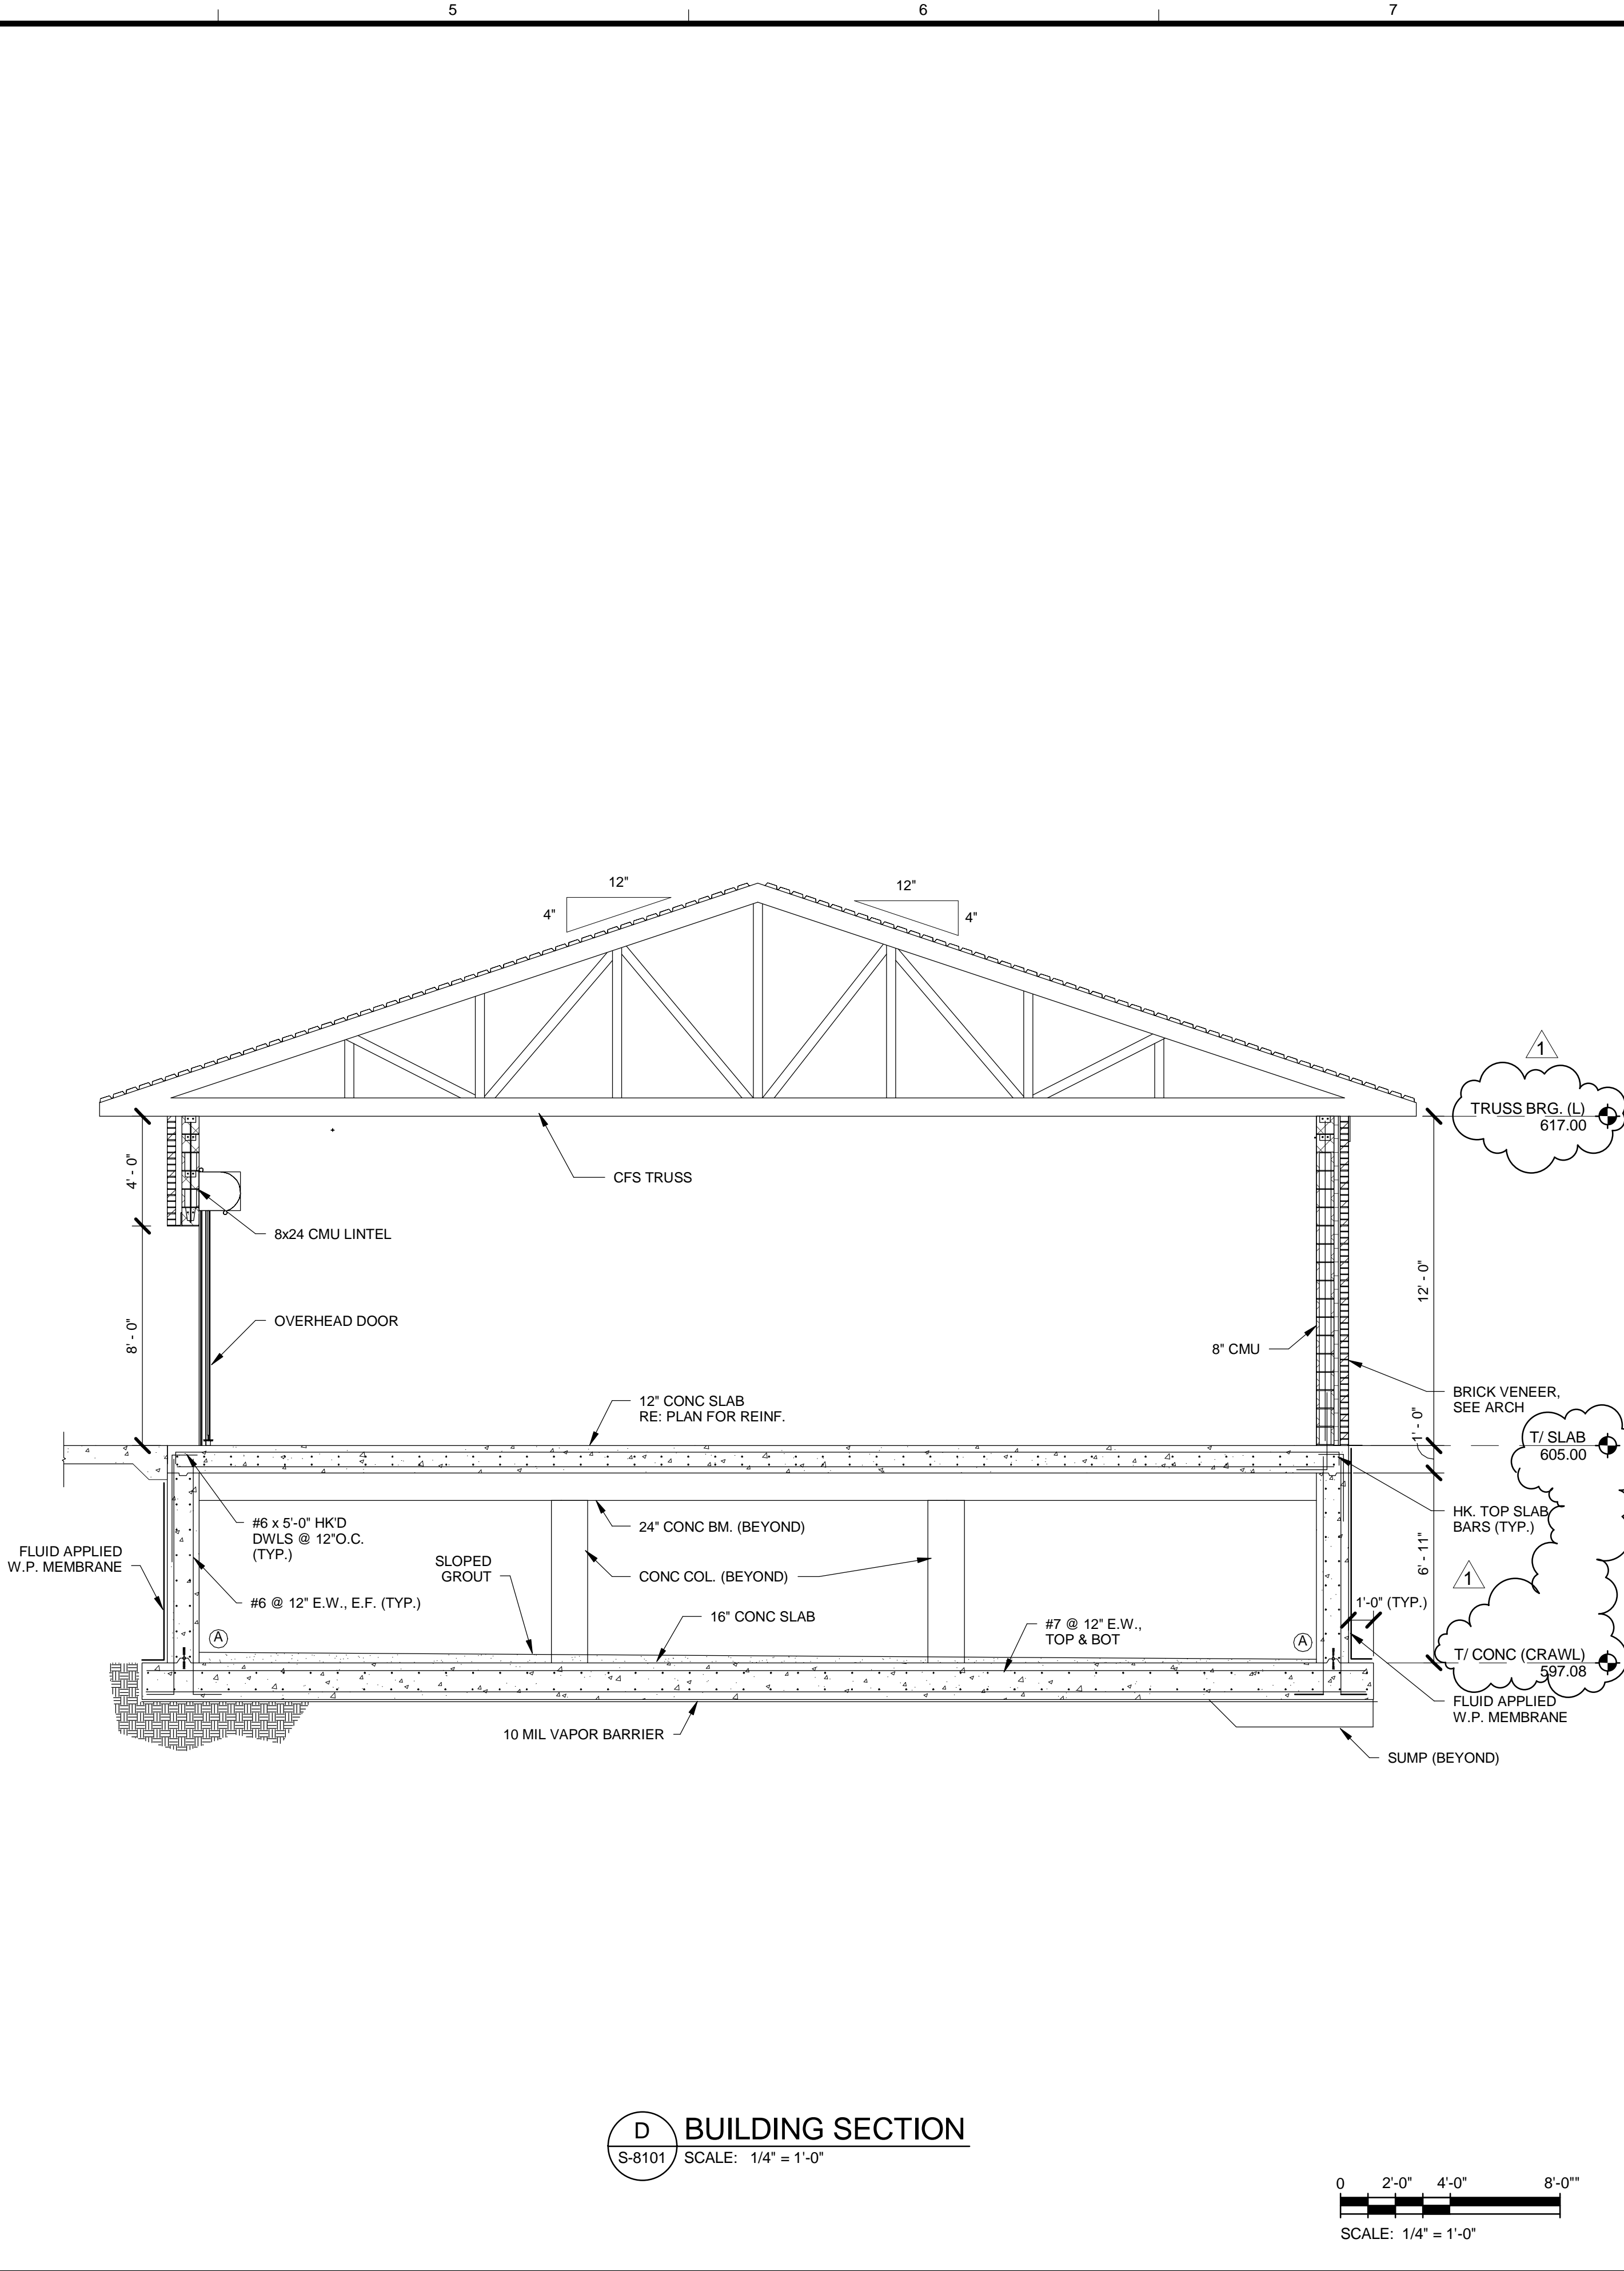 5
6
7
12"
4"
12"
4"
1
TRUSS BRG. (L)
617.00
4' - 0"
CFS TRUSS
8x24 CMU LINTEL
12' - 0"
8' - 0"
OVERHEAD DOOR
8" CMU
BRICK VENEER,
SEE ARCH
12" CONC SLAB
RE: PLAN FOR REINF.
1' - 0"
T/ SLAB
605.00
#6 x 5'-0" HK'D
DWLS @ 12"O.C.
(TYP.)
24" CONC BM. (BEYOND)
HK. TOP SLAB
BARS (TYP.)
FLUID APPLIED
W.P. MEMBRANE
SLOPED
GROUT
CONC COL. (BEYOND)
6' - 11"
1
#6 @ 12" E.W., E.F. (TYP.)
16" CONC SLAB
#7 @ 12" E.W.,
TOP & BOT
1'-0" (TYP.)
A
A
T/ CONC (CRAWL)
597.08
FLUID APPLIED
W.P. MEMBRANE
10 MIL VAPOR BARRIER
SUMP (BEYOND)
D
S-8101
BUILDING SECTION
SCALE: 1/4" = 1'-0"
0 2'-0" 4'-0" 8'-0""
SCALE: 1/4" = 1'-0"